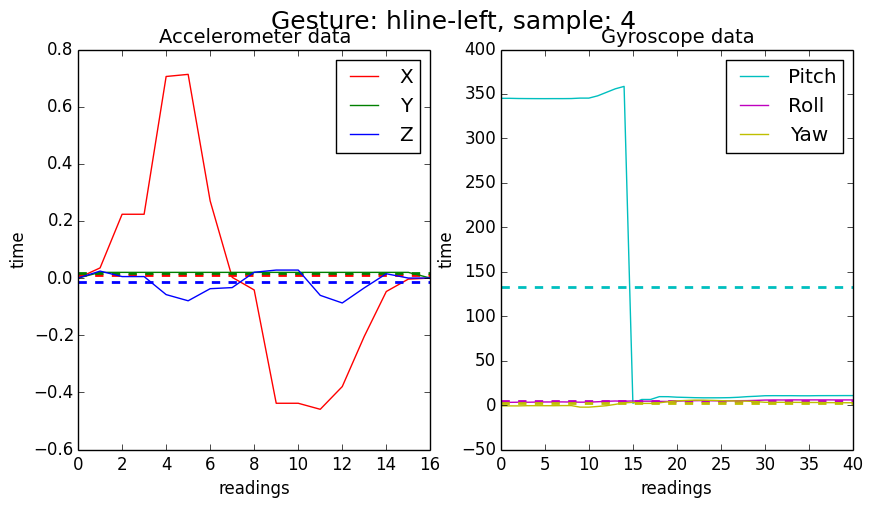 Gesture: hline-left, sample: 4
Accelerometer data
0.8
0.6
0.4
0.2
0.0
−0.2
−0.4
−0.6
time
0 2 4 6 8 10 12 14 16
readings
X
Y
Z
Gyroscope data
400
350
300
250
200
150
100
50
0
−50
time
0 5 10 15 20 25 30 35 40
readings
Pitch
Roll
Yaw